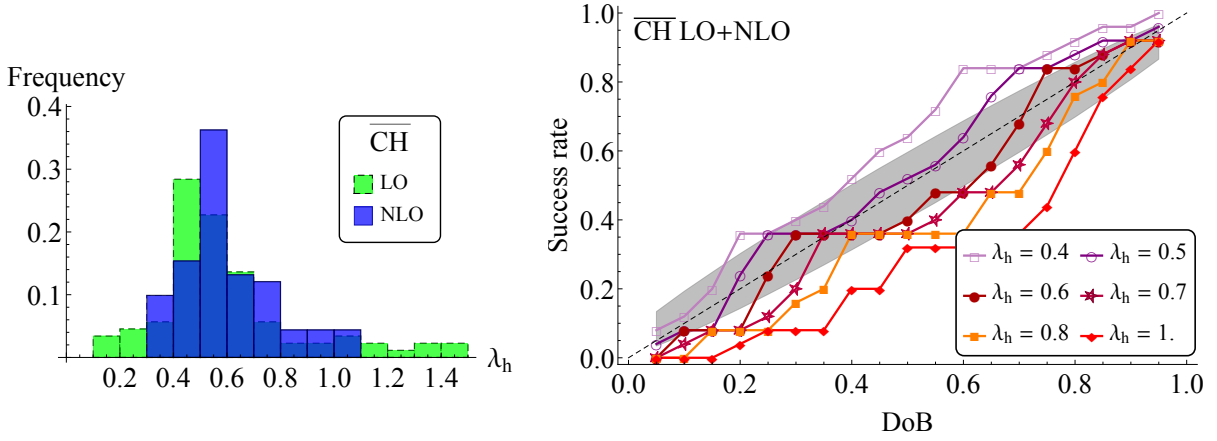 Frequency
0.4
0.3
0.2
0.1
0.2 0.4 0.6 0.8 1.0 1.2 1.4
λh
CH
LO
NLO
CH LO+NLO
Success rate
1.0
0.8
0.6
0.4
0.2
0.0
0.0 0.2 0.4 0.6 0.8 1.0
DoB
λh = 0.4 λh = 0.5
λh = 0.6 λh = 0.7
λh = 0.8 λh = 1.